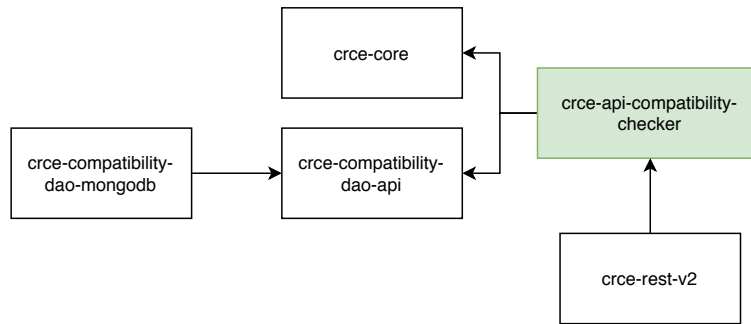 crce-core
crce-api-compatibility-
checker
crce-compatibility-
dao-mongodb
crce-compatibility-
dao-api
crce-rest-v2